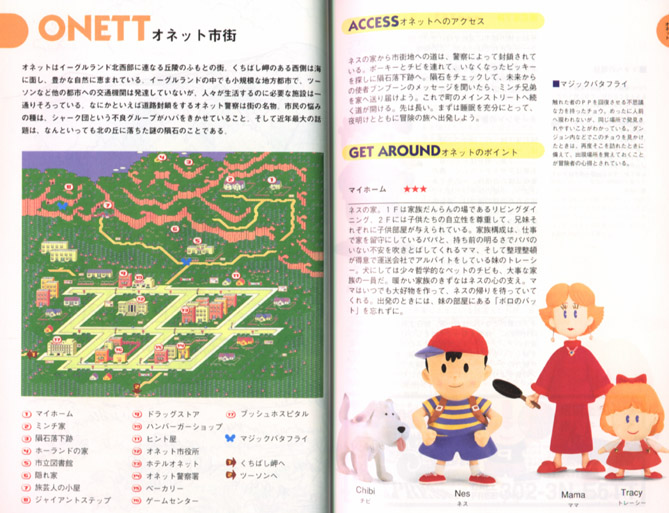 ONETT オネット市街
オネットはイーグルランド北西部に連なる丘陵のふもとの街。くちばし岬のある西側は海
に面し、豊かな自然に恵まれている。イーグルランドの中でも小規模な地方都市で、ツー
ソンなど他の都市への交通機関は発達していないが、人々が生活するのに必要な施設は一
通りそろっている。なにかといえば道路封鎖をするオネット警察は街の名物。市民の悩み
の種は、シャーク団という不良グループがハバをきかせていること。そして近年最大の話
題は、なんといっても北の丘に落ちた謎の隕石のことである。
① マイホーム
② ミンチ家
③ 隕石落下跡
④ ホーランドの家
⑤ 市立図書館
⑥ 隠れ家
⑦ 旅芸人の小屋
⑧ ジャイアントステップ
⑨ ドラッグストア
⑩ ハンバーガーショップ
⑪ ヒント屋
⑫ オネット市役所
⑬ ホテルオネット
⑭ オネット警察署
⑮ ベーカリー
⑯ ゲームセンター
⑰ プッシュホスピタル
マジックバタフライ
くちばし岬へ
ツーソンへ
ACCESS オネットへのアクセス
ネスの家から市街地への道は、警察によって封鎖されて
いる。ポーキーとチビを連れて、いなくなったピッキー
を探しに隕石落下跡へ。隕石をチェックして、未来から
の使者ブンブーンのメッセージを聞いたら、ミンチ兄弟
を家へ送り届けよう。これで町のメインストリートへ続
く道が開ける。先は長い。まずは睡眠を充分にとって、
夜明けとともに冒険の旅へ出発しよう。
GET AROUND オネットのポイント
マイホーム ★★★
ネスの家。1Fは家族だんらんの場であるリビングダイ
ニング、2Fには子供たちの自立性を尊重して、兄妹そ
れぞれに子供部屋が与えられている。家族構成は、仕事
で家を留守にしているパパと、持ち前の明るさでパパの
いない不安を吹きとばしてくれるママ、そして整理整頓
が得意で運送会社でアルバイトをしている妹のトレーシ
ー。犬にしては少々哲学的なペットのチビも、大事な家
族の一員だ。暖かい家族のきずなはネスの心の支え。マ
マはいつでも大好物を作って、ネスの帰りを待っていて
くれる。出発のときには、妹の部屋にある「ボロのバッ
ト」を忘れずに。
■マジックバタフライ
触れた者のPPを回復させる不思議
な力を持ったチョウ。めったに人前
へ現われないが、同じ場所で発見さ
れやすいことがわかっている。ダン
ジョン内などでこのチョウを見かけ
たときは、再度そこを訪れたときに
備えて、出現場所を覚えておくこと
が冒険者の心得とされている。
Chibi
チビ
Nes
ネス
Mama
ママ
Tracy
トレーシー